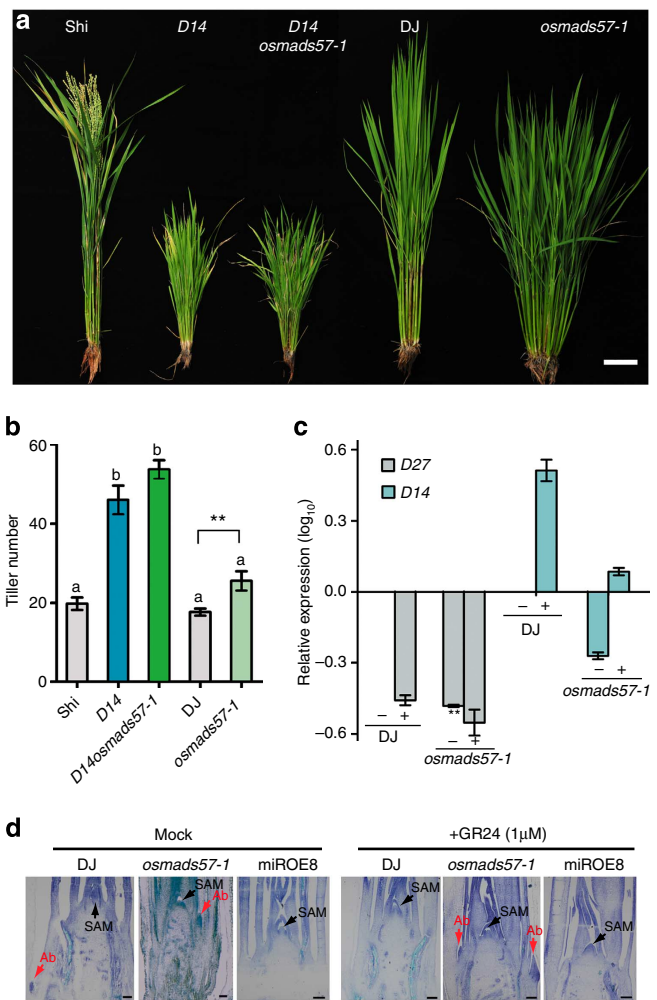 a
Shi D14 D14 DJ osmads57-1
osmads57-1
b
Tiller number
60
40
20
0
a b b a a
**
Shi D14 D14osmads57-1 DJ osmads57-1
c
Relative expression (log10)
0.6
0.3
0.0
−0.3
−0.6
D27
D14
− +
DJ
**
− +
osmads57-1
− +
DJ
− +
osmads57-1
d
Mock +GR24 (1µM)
DJ osmads57-1 miROE8 DJ osmads57-1 miROE8
SAM Ab SAM Ab SAM SAM SAM Ab Ab SAM